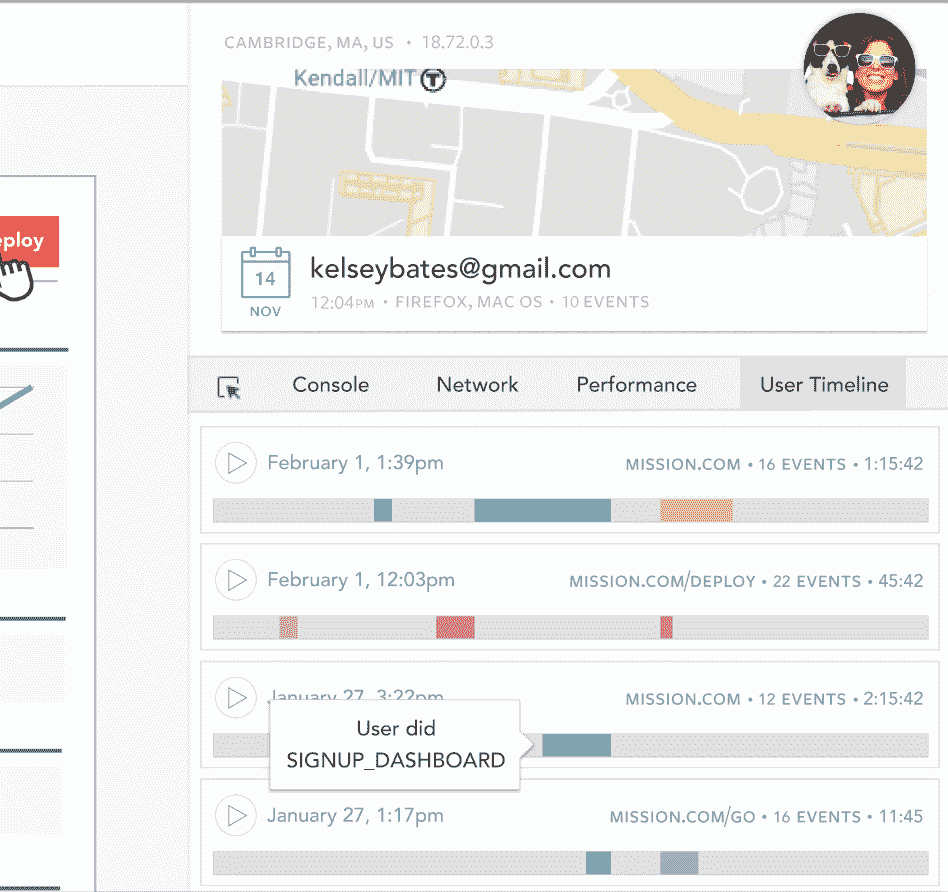 CAMBRIDGE, MA, US • 18.72.0.3
Kendall/MIT T
eploy
14
NOV
kelseybates@gmail.com
12:04PM • FIREFOX, MAC OS • 10 EVENTS
Console Network Performance User Timeline
February 1, 1:39pm MISSION.COM • 16 EVENTS • 1:15:42
February 1, 12:03pm MISSION.COM/DEPLOY • 22 EVENTS • 45:42
January 27, 3:22pm MISSION.COM • 12 EVENTS • 2:15:42
User did
SIGNUP_DASHBOARD
January 27, 1:17pm MISSION.COM/GO • 16 EVENTS • 11:45